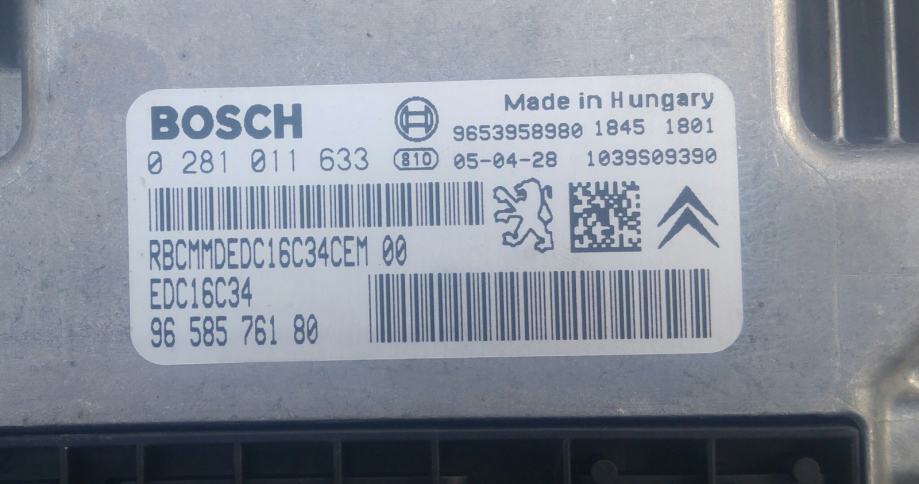 BOSCH
Made in Hungary
9653958980 1845 1801
0 281 011 633 810 05-04-28 1039S09390
RBCMMDEDC16C34CEM 00
EDC16C34
96 585 761 80